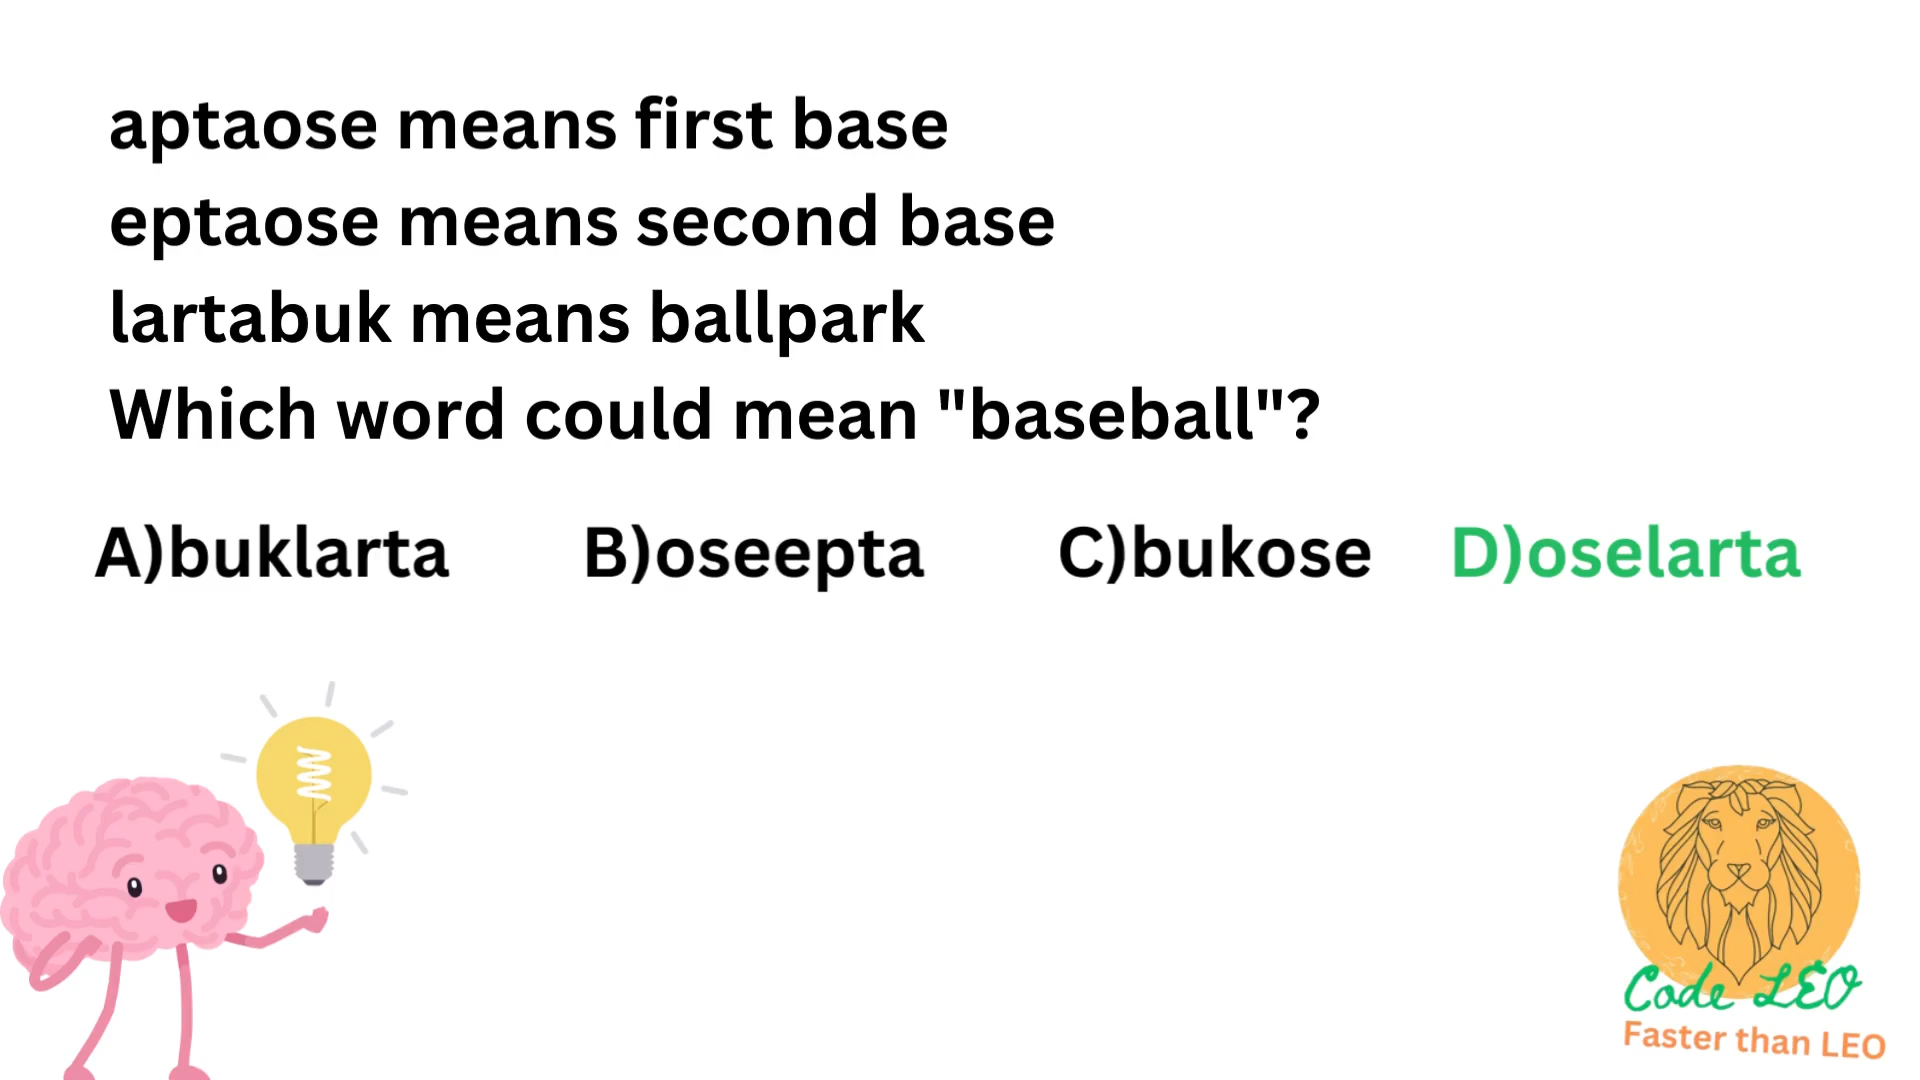 aptaose means first base
eptaose means second base
lartabuk means ballpark
Which word could mean "baseball"?
A)buklarta B)oseepta C)bukose D)oselarta
Code LEO
Faster than LEO